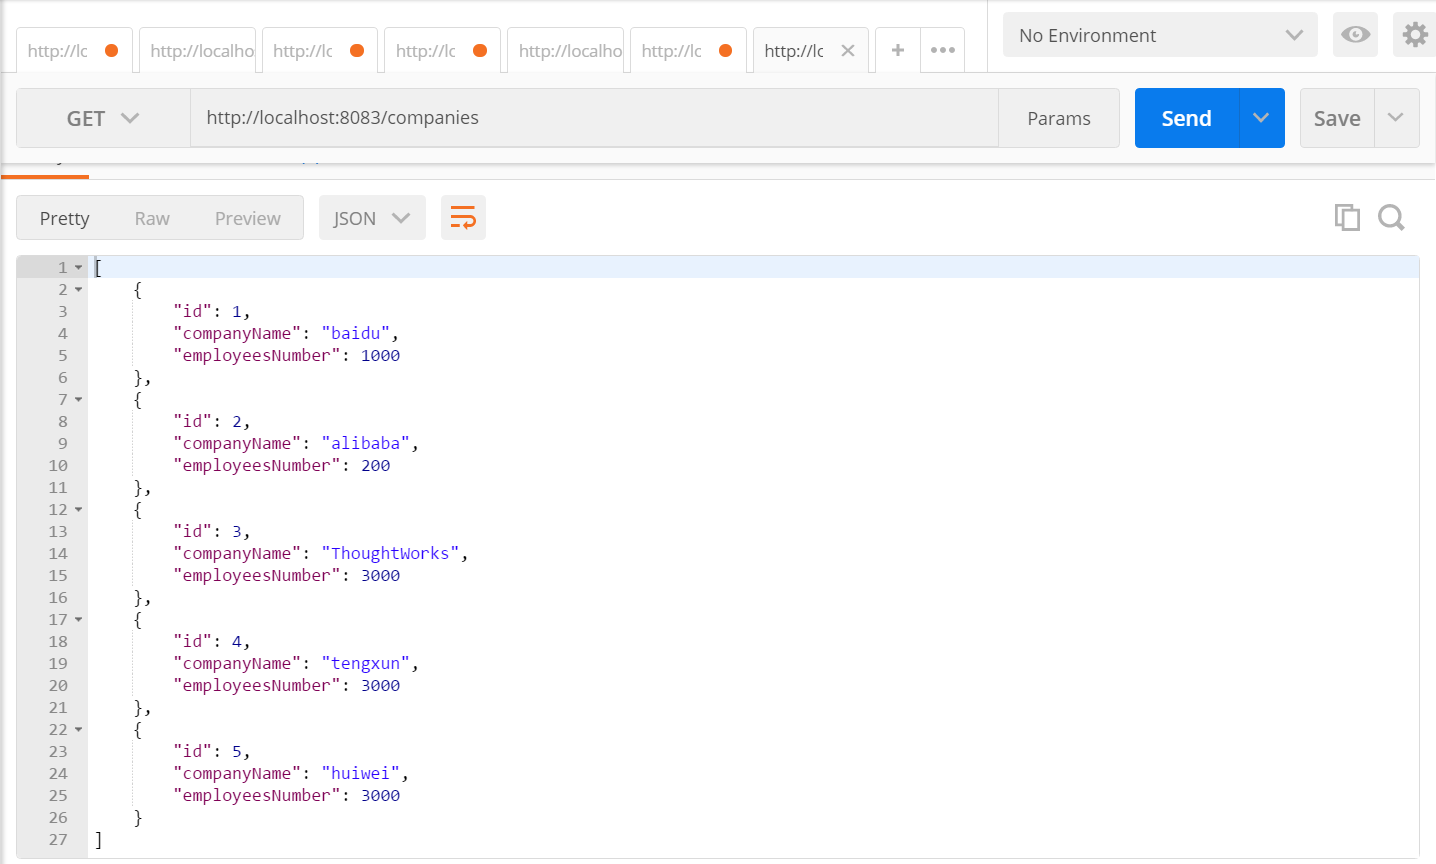 http://lc http://localho http://lc http://lc http://localho http://lc http://lc No Environment
GET http://localhost:8083/companies Params Send Save
Pretty Raw Preview JSON
1 [
2 {
3 "id": 1,
4 "companyName": "baidu",
5 "employeesNumber": 1000
6 },
7 {
8 "id": 2,
9 "companyName": "alibaba",
10 "employeesNumber": 200
11 },
12 {
13 "id": 3,
14 "companyName": "ThoughtWorks",
15 "employeesNumber": 3000
16 },
17 {
18 "id": 4,
19 "companyName": "tengxun",
20 "employeesNumber": 3000
21 },
22 {
23 "id": 5,
24 "companyName": "huiwei",
25 "employeesNumber": 3000
26 }
27 ]